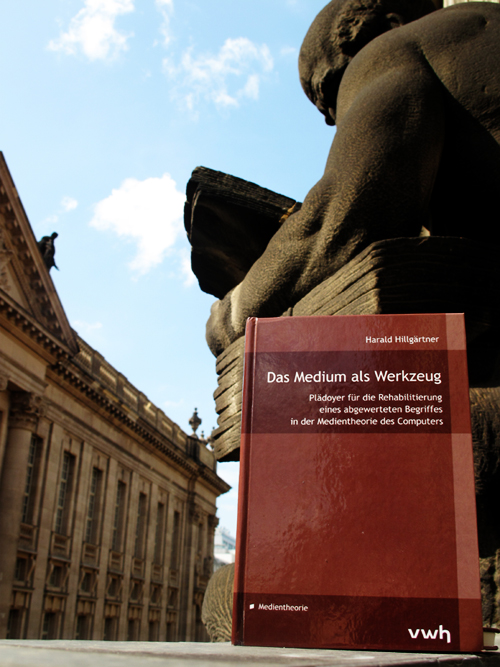 Harald Hillgärtner
Das Medium als Werkzeug
Plädoyer für die Rehabilitierung
eines abgewerteten Begriffes
in der Medientheorie des Computers
Medientheorie
vwh